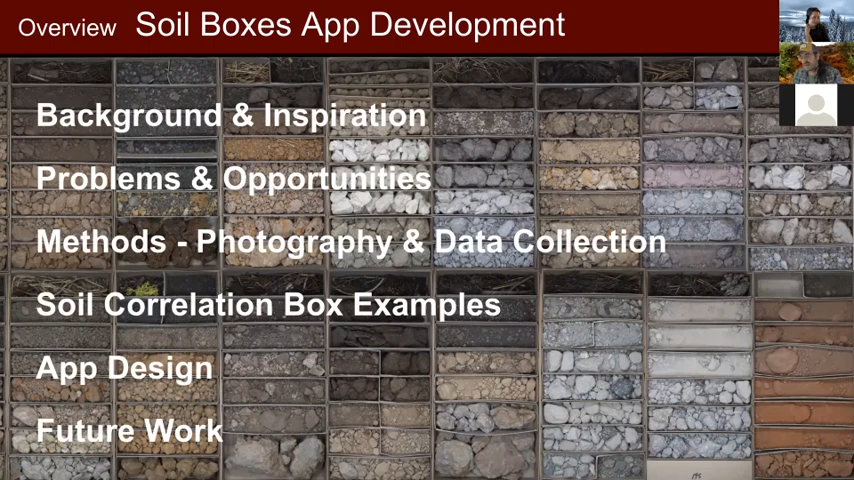 Overview Soil Boxes App Development
Background & Inspiration
Problems & Opportunities
Methods - Photography & Data Collection
Soil Correlation Box Examples
App Design
Future Work